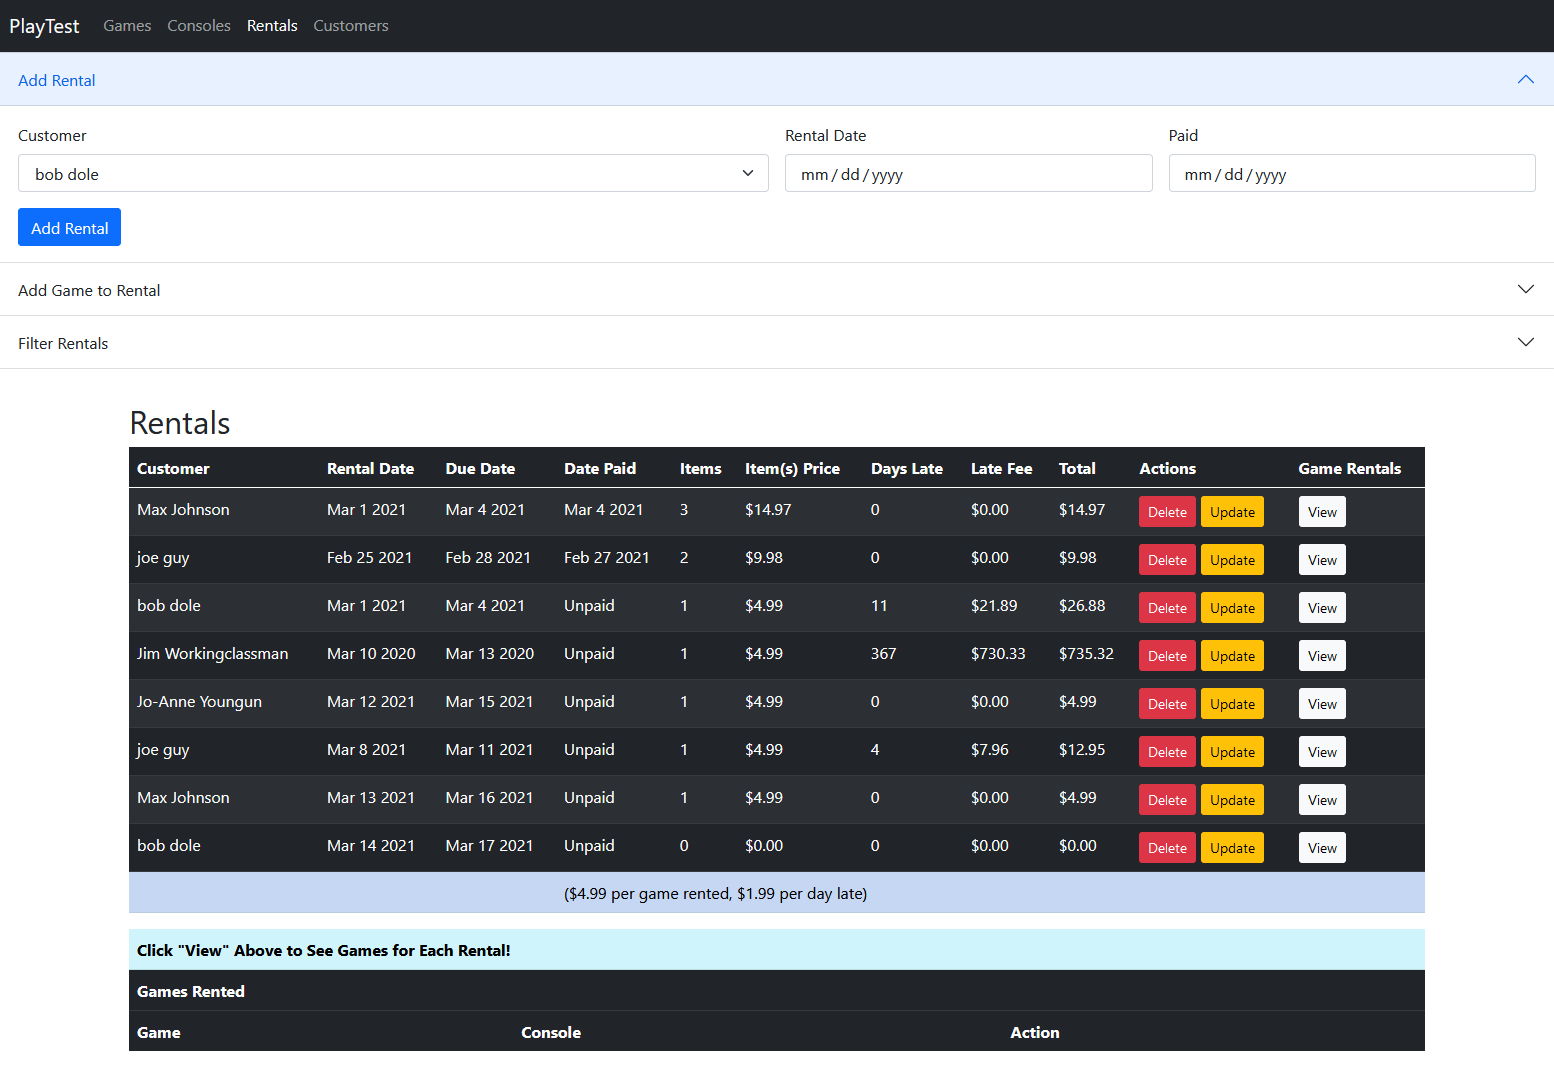 PlayTest Games Consoles Rentals Customers
Add Rental
Customer Rental Date Paid
bob dole mm/dd/yyyy mm/dd/yyyy
Add Rental
Add Game to Rental
Filter Rentals
Rentals
Customer Rental Date Due Date Date Paid Items Item(s) Price Days Late Late Fee Total Actions Game Rentals
Max Johnson Mar 1 2021 Mar 4 2021 Mar 4 2021 3 $14.97 0 $0.00 $14.97 Delete Update View
joe guy Feb 25 2021 Feb 28 2021 Feb 27 2021 2 $9.98 0 $0.00 $9.98 Delete Update View
bob dole Mar 1 2021 Mar 4 2021 Unpaid 1 $4.99 11 $21.89 $26.88 Delete Update View
Jim Workingclassman Mar 10 2020 Mar 13 2020 Unpaid 1 $4.99 367 $730.33 $735.32 Delete Update View
Jo-Anne Youngun Mar 12 2021 Mar 15 2021 Unpaid 1 $4.99 0 $0.00 $4.99 Delete Update View
joe guy Mar 8 2021 Mar 11 2021 Unpaid 1 $4.99 4 $7.96 $12.95 Delete Update View
Max Johnson Mar 13 2021 Mar 16 2021 Unpaid 1 $4.99 0 $0.00 $4.99 Delete Update View
bob dole Mar 14 2021 Mar 17 2021 Unpaid 0 $0.00 0 $0.00 $0.00 Delete Update View
($4.99 per game rented, $1.99 per day late)
Click "View" Above to See Games for Each Rental!
Games Rented
Game Console Action